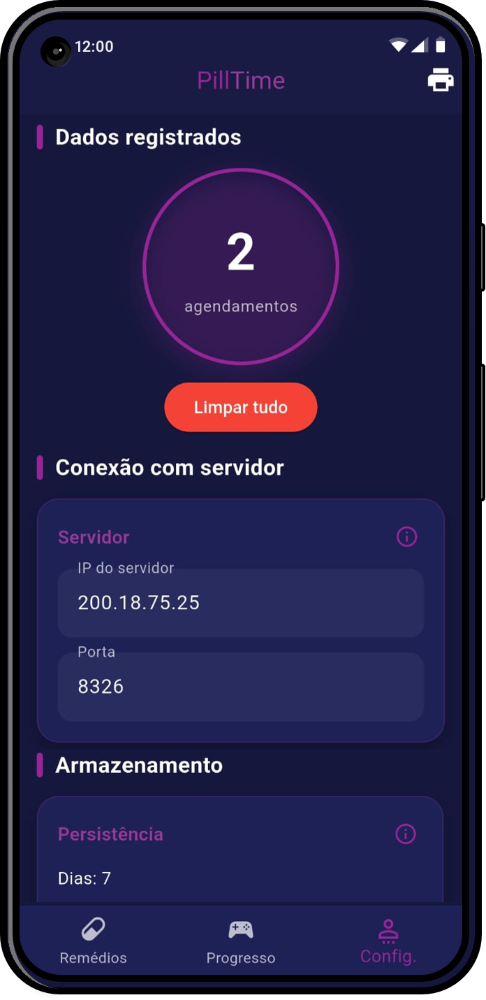 12:00
PillTime
Dados registrados
2
agendamentos
Limpar tudo
Conexão com servidor
Servidor
IP do servidor
200.18.75.25
Porta
8326
Armazenamento
Persistência
Dias: 7
Remédios
Progresso
Config.